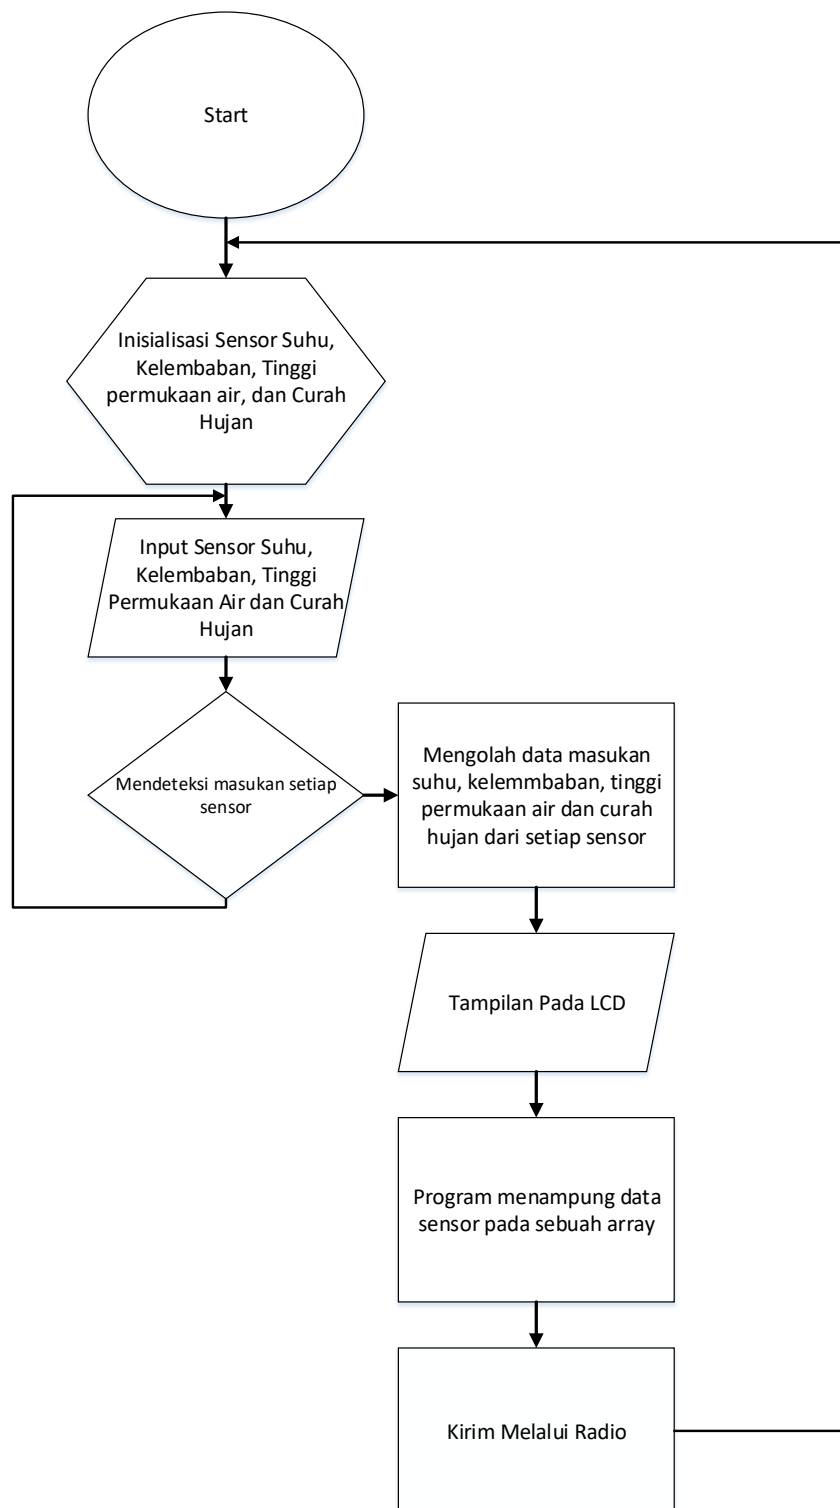 Start
Inisialisasi Sensor Suhu,
Kelembaban, Tinggi
permukaan air, dan Curah
Hujan
Input Sensor Suhu,
Kelembaban, Tinggi
Permukaan Air dan Curah
Hujan
Mendeteksi masukan setiap
sensor
Mengolah data masukan
suhu, kelemmbaban, tinggi
permukaan air dan curah
hujan dari setiap sensor
Tampilan Pada LCD
Program menampung data
sensor pada sebuah array
Kirim Melalui Radio